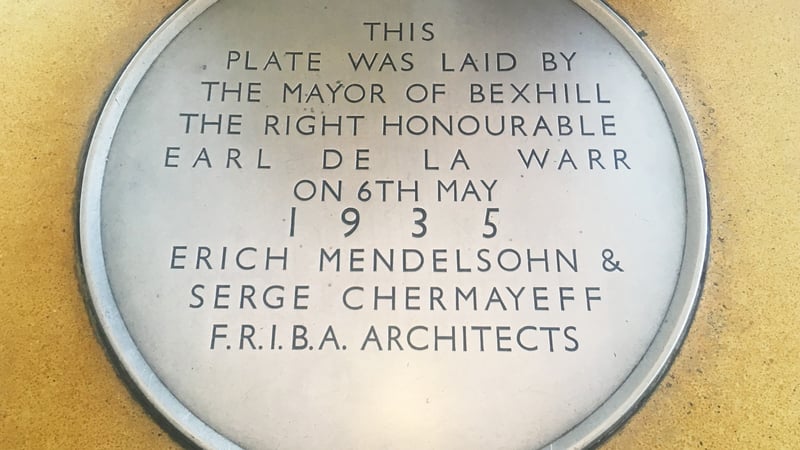 THIS
PLATE WAS LAID BY
THE MAYOR OF BEXHILL
THE RIGHT HONOURABLE
EARL DE LA WARR
ON 6TH MAY
1935
ERICH MENDELSOHN &
SERGE CHERMAYEFF
F.R.I.B.A. ARCHITECTS